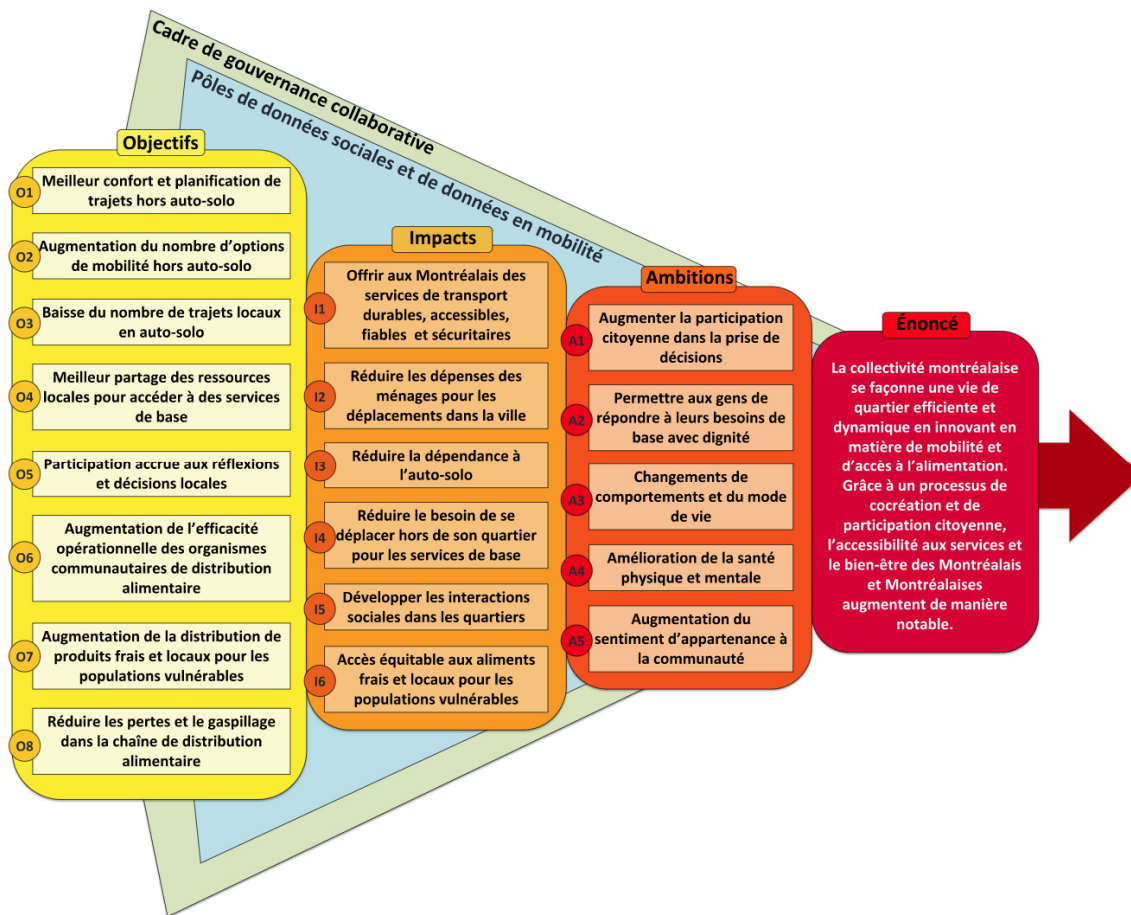 Cadre de gouvernance collaborative
Pôles de données sociales et de données en mobilité
Objectifs
O1
Meilleur confort et planification de
trajets hors auto-solo
O2
Augmentation du nombre d'options
de mobilité hors auto-solo
O3
Baisse du nombre de trajets locaux
en auto-solo
O4
Meilleur partage des ressources
locales pour accéder à des services
de base
O5
Participation accrue aux réflexions
et décisions locales
O6
Augmentation de l'efficacité
opérationnelle des organismes
communautaires de distribution
alimentaire
O7
Augmentation de la distribution de
produits frais et locaux pour les
populations vulnérables
O8
Réduire les pertes et le gaspillage
dans la chaîne de distribution
alimentaire
Impacts
I1
Offrir aux Montréalais des
services de transport
durables, accessibles,
fiables et sécuritaires
I2
Réduire les dépenses des
ménages pour les
déplacements dans la ville
I3
Réduire la dépendance à
l'auto-solo
I4
Réduire le besoin de se
déplacer hors de son quartier
pour les services de base
I5
Développer les interactions
sociales dans les quartiers
I6
Accès équitable aux aliments
frais et locaux pour les
populations vulnérables
Ambitions
A1
Augmenter la participation
citoyenne dans la prise de
décisions
A2
Permettre aux gens de
répondre à leurs besoins de
base avec dignité
A3
Changements de
comportements et du mode
de vie
A4
Amélioration de la santé
physique et mentale
A5
Augmentation du
sentiment d'appartenance à
la communauté
Énoncé
La collectivité montréalaise
se façonne une vie de
quartier efficiente et
dynamique en innovant en
matière de mobilité et
d'accès à l'alimentation.
Grâce à un processus de
cocréation et de
participation citoyenne,
l'accessibilité aux services et
le bien-être des Montréalais
et Montréalaises
augmentent de manière
notable.